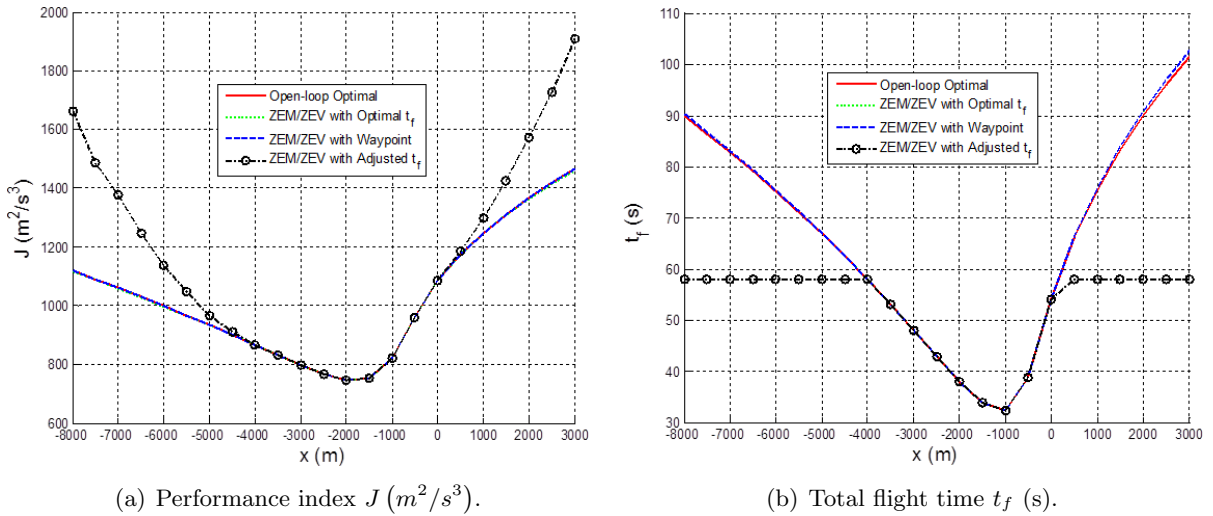 2000
1800
1600
1400
1200
1000
800
600
J (m²/s³)
Open-loop Optimal
ZEM/ZEV with Optimal t_f
ZEM/ZEV with Waypoint
ZEM/ZEV with Adjusted t_f
-8000 -7000 -6000 -5000 -4000 -3000 -2000 -1000 0 1000 2000 3000
x (m)
(a) Performance index J (m²/s³).
110
100
90
80
70
60
50
40
30
t_f (s)
Open-loop Optimal
ZEM/ZEV with Optimal t_f
ZEM/ZEV with Waypoint
ZEM/ZEV with Adjusted t_f
-8000 -7000 -6000 -5000 -4000 -3000 -2000 -1000 0 1000 2000 3000
x (m)
(b) Total flight time t_f (s).